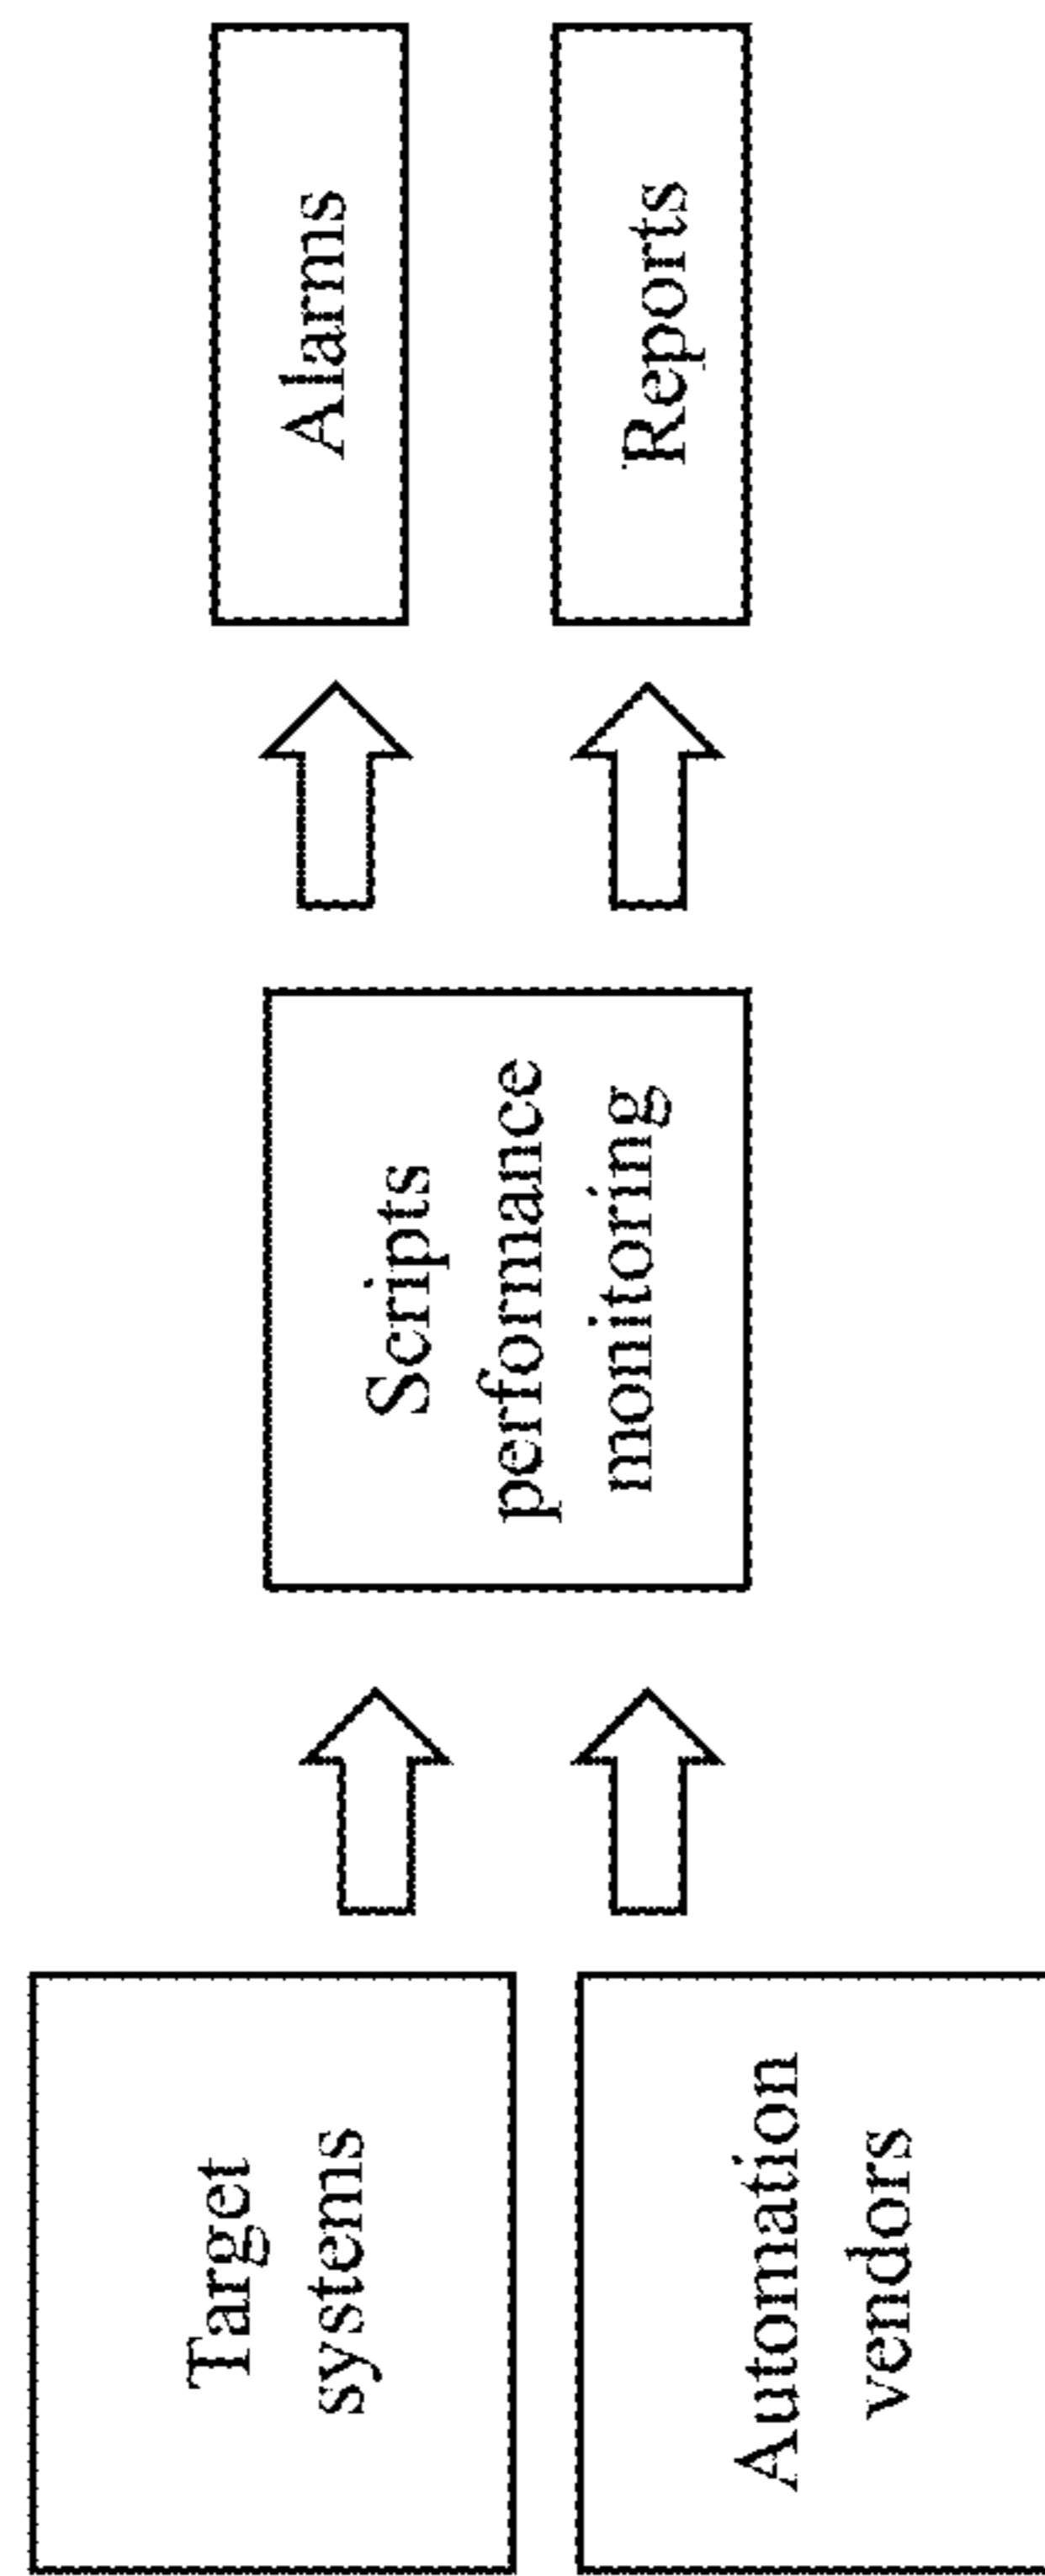 Target
systems
Automation
vendors
Scripts
performance
monitoring
Alarms
Reports